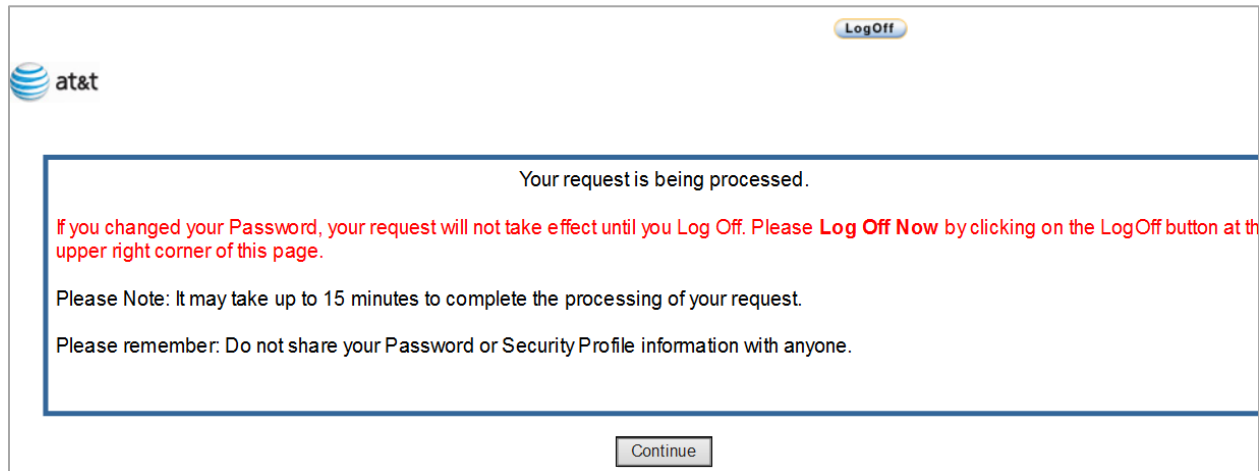 LogOff
at&t
Your request is being processed.
If you changed your Password, your request will not take effect until you Log Off. Please Log Off Now by clicking on the LogOff button at th
upper right corner of this page.
Please Note: It may take up to 15 minutes to complete the processing of your request.
Please remember: Do not share your Password or Security Profile information with anyone.
Continue